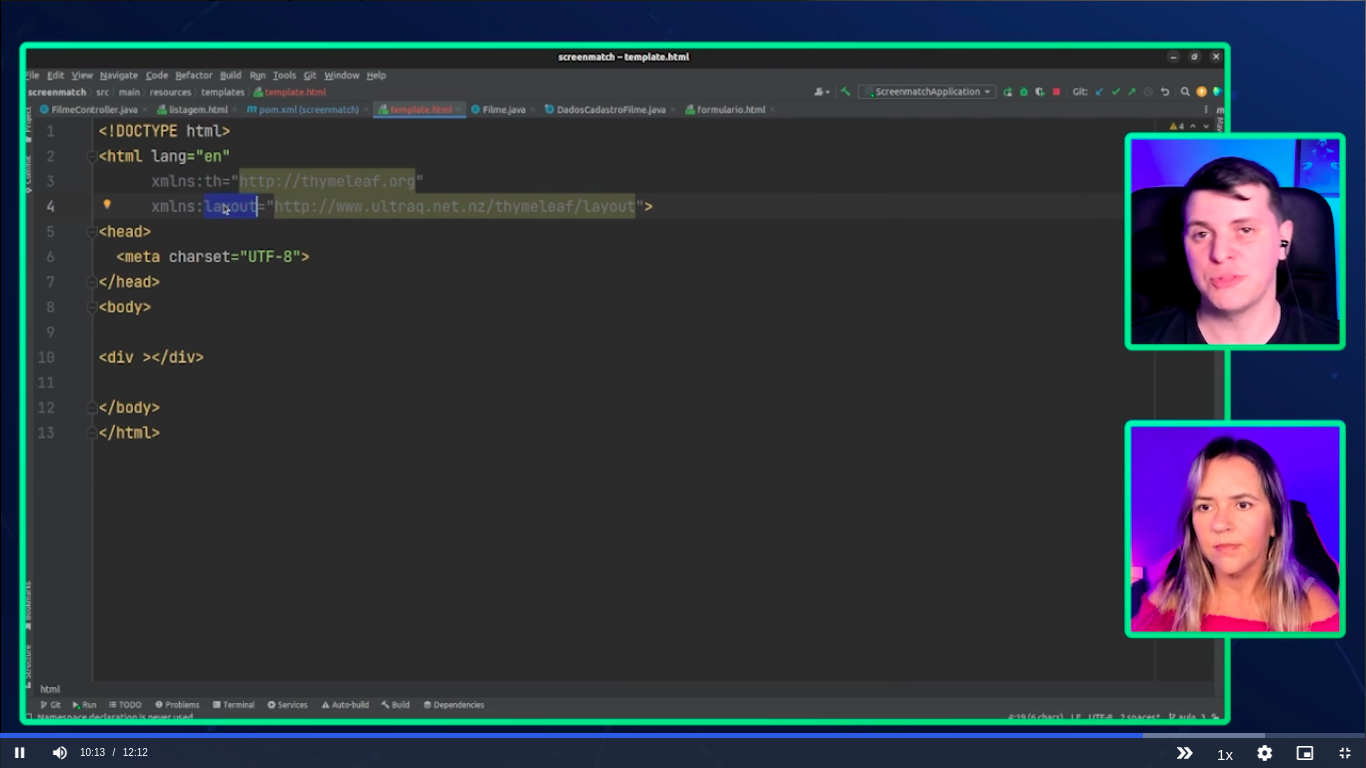 screenmatch – template.html
File Edit View Navigate Code Refactor Build Run Tools Git Window Help
screenmatch src main resources templates template.html
ScreenmatchApplication Git:
FilmeController.java listagem.html pom.xml (screenmatch) template.html Filme.java DadosCadastroFilme.java formulario.html
1 <!DOCTYPE html>
4
2 <html lang="en"
3 xmlns:th="http://thymeleaf.org"
4 xmlns:layout="http://www.ultraq.net.nz/thymeleaf/layout">
5 <head>
6 <meta charset="UTF-8">
7 </head>
8 <body>
9
10 <div ></div>
11
12 </body>
13 </html>
Bookmarks
Structure
html
Git Run TODO Problems Terminal Services Auto-build Build Dependencies
Namespace declaration is never used
4:19 (6 chars) LF UTF-8 2 spaces* aula_3
10:13 / 12:12
1x